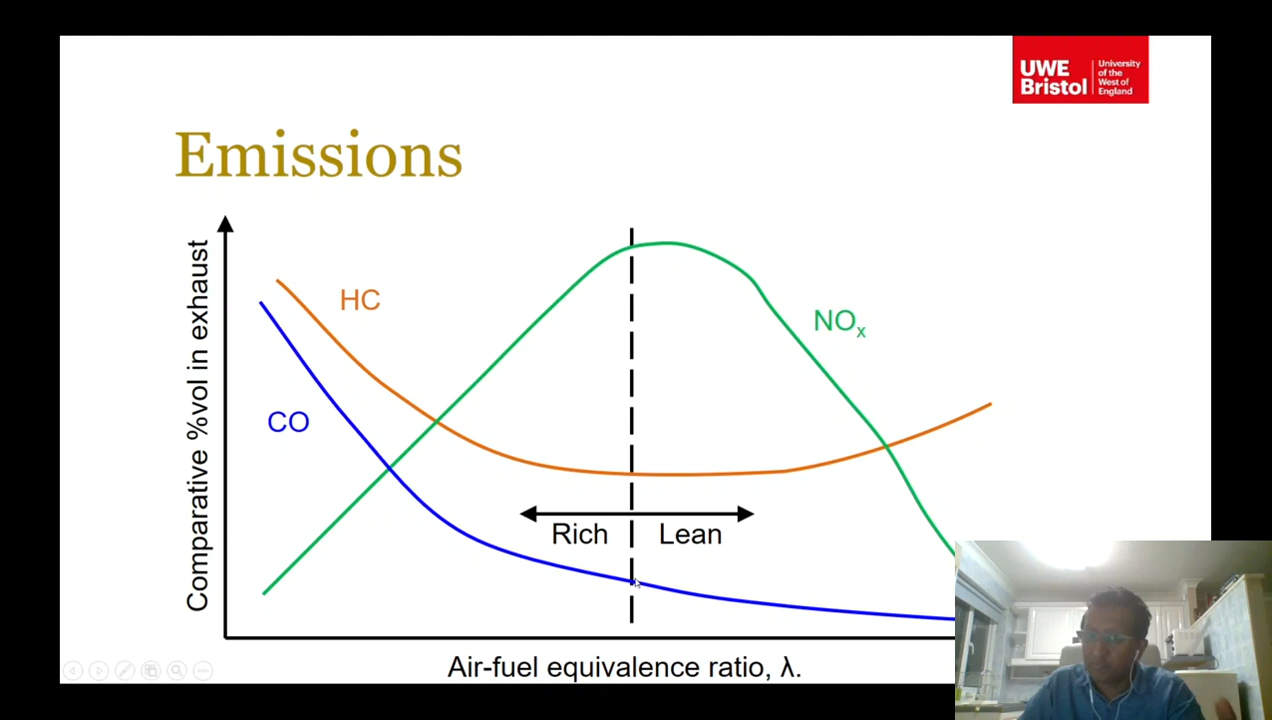 UWE Bristol
University of the West of England
Emissions
Comparative %vol in exhaust
HC
CO
NOₓ
Rich
Lean
Air-fuel equivalence ratio, λ.